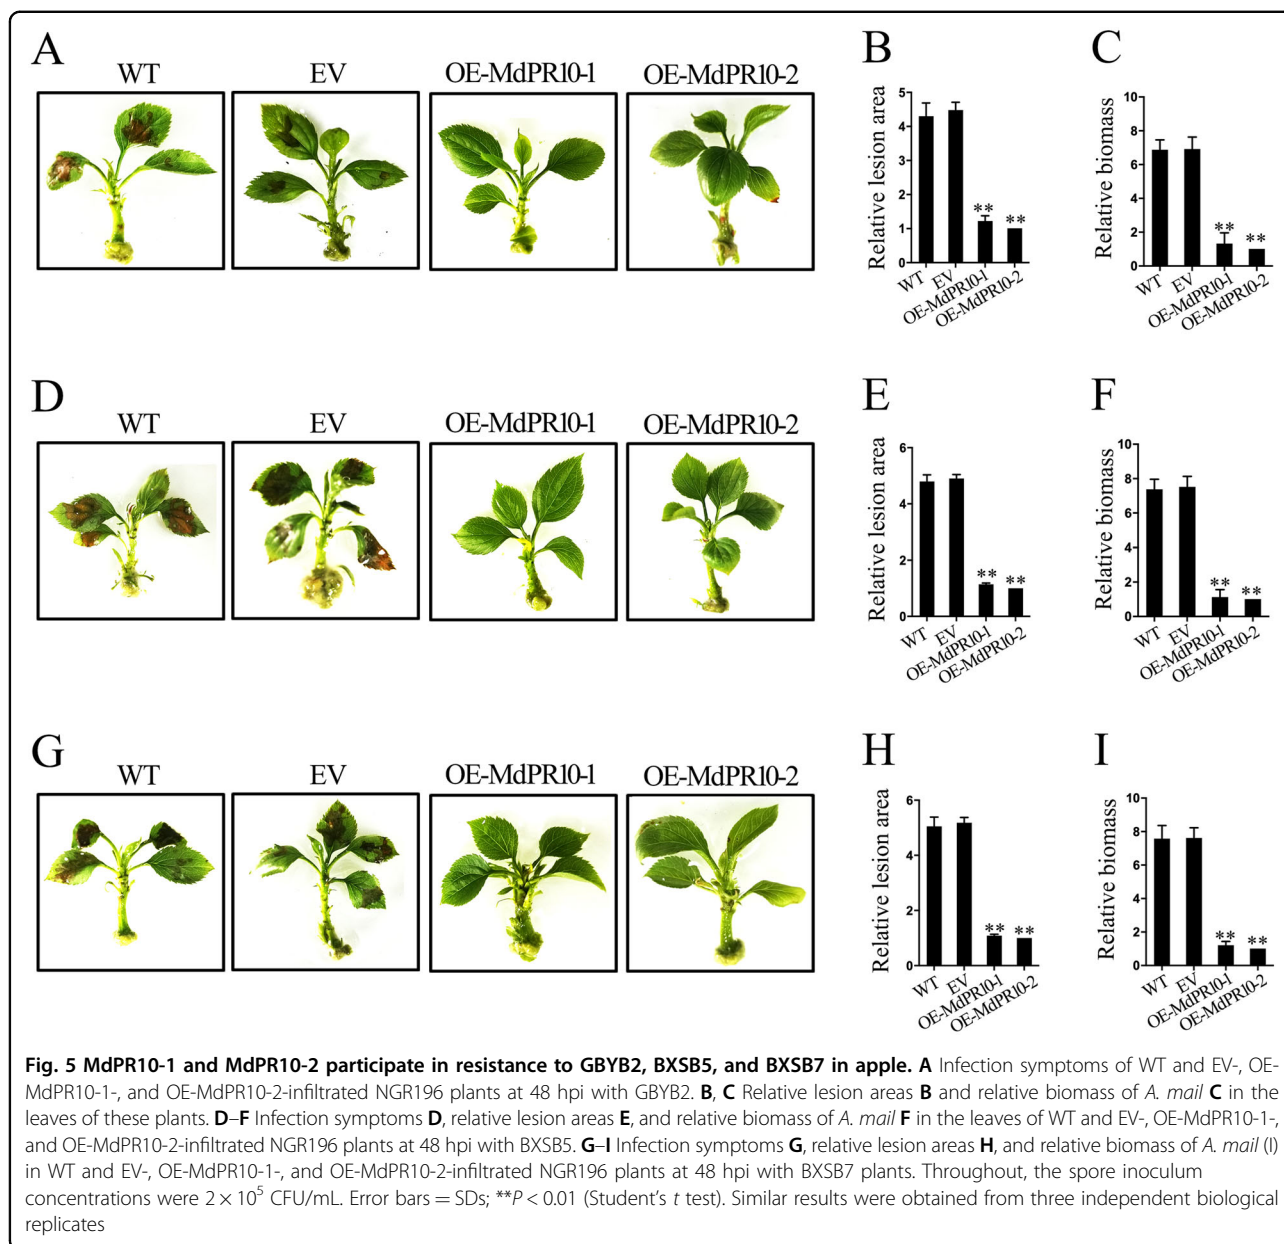 A
WT EV OE-MdPR10-1 OE-MdPR10-2
B
Relative lesion area
5
4
3
2
1
0
** **
WT EV OE-MdPR10-1 OE-MdPR10-2
C
Relative biomass
10
8
6
4
2
0
** **
WT EV OE-MdPR10-1 OE-MdPR10-2
D
WT EV OE-MdPR10-1 OE-MdPR10-2
E
Relative lesion area
6
4
2
0
** **
WT EV OE-MdPR10-1 OE-MdPR10-2
F
Relative biomass
10
8
6
4
2
0
** **
WT EV OE-MdPR10-1 OE-MdPR10-2
G
WT EV OE-MdPR10-1 OE-MdPR10-2
H
Relative lesion area
6
4
2
0
** **
WT EV OE-MdPR10-1 OE-MdPR10-2
I
Relative biomass
10
8
6
4
2
0
** **
WT EV OE-MdPR10-1 OE-MdPR10-2
Fig. 5 MdPR10-1 and MdPR10-2 participate in resistance to GBYB2, BXSB5, and BXSB7 in apple. A Infection symptoms of WT and EV-, OE-
MdPR10-1-, and OE-MdPR10-2-infiltrated NGR196 plants at 48 hpi with GBYB2. B, C Relative lesion areas B and relative biomass of A. mail C in the
leaves of these plants. D–F Infection symptoms D, relative lesion areas E, and relative biomass of A. mail F in the leaves of WT and EV-, OE-MdPR10-1-,
and OE-MdPR10-2-infiltrated NGR196 plants at 48 hpi with BXSB5. G–I Infection symptoms G, relative lesion areas H, and relative biomass of A. mail (I)
in WT and EV-, OE-MdPR10-1-, and OE-MdPR10-2-infiltrated NGR196 plants at 48 hpi with BXSB7 plants. Throughout, the spore inoculum
concentrations were 2 × 10⁵ CFU/mL. Error bars = SDs; **P < 0.01 (Student's t test). Similar results were obtained from three independent biological
replicates